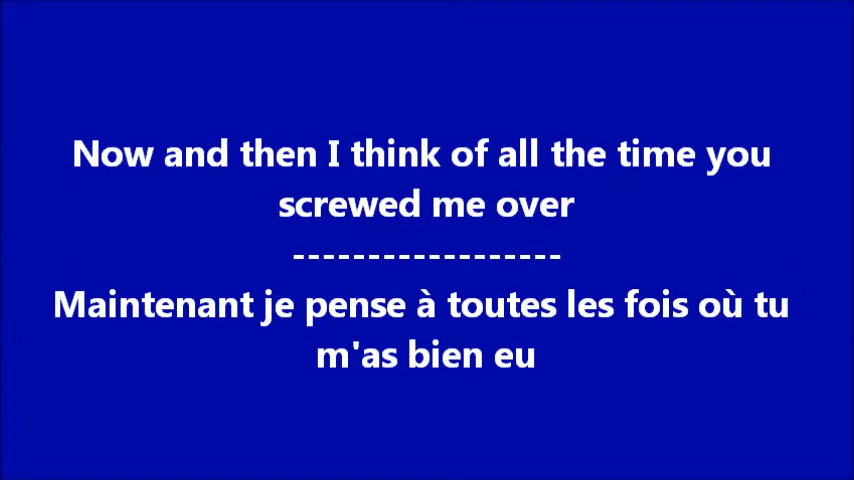 Now and then I think of all the time you
screwed me over
------------------
Maintenant je pense à toutes les fois où tu
m'as bien eu